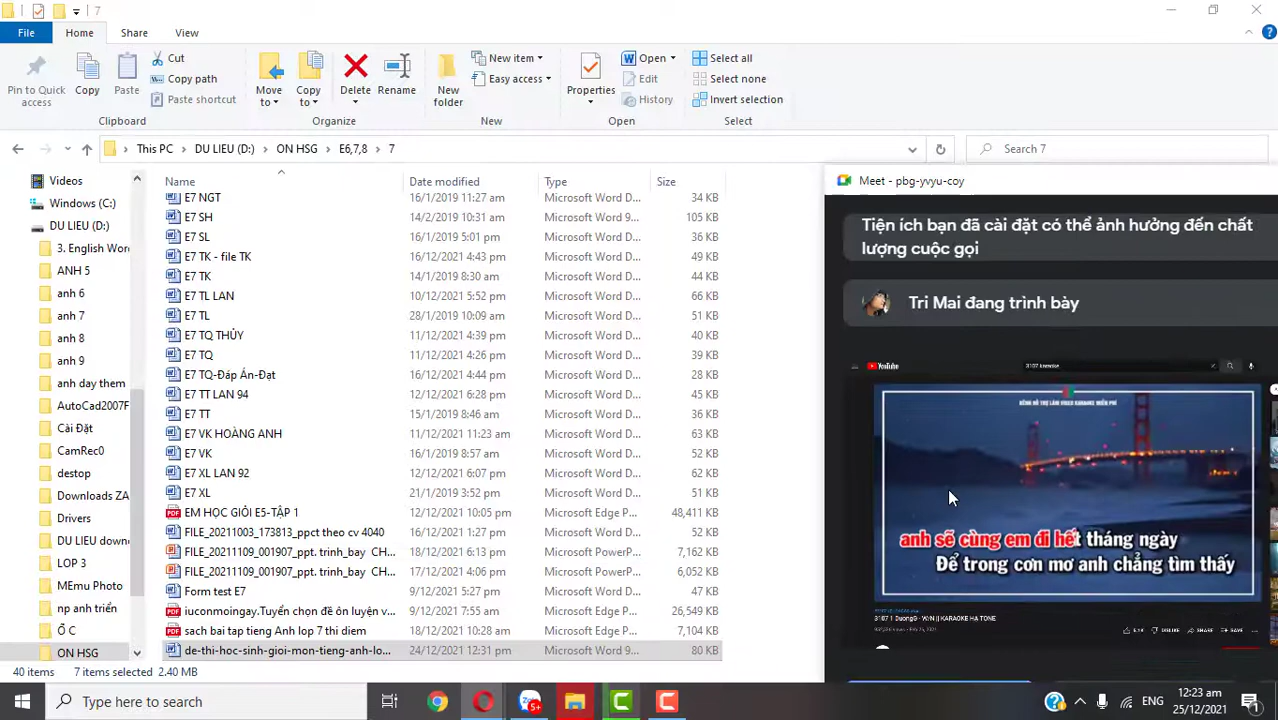 7
File Home Share View
Pin to Quick access
Copy
Paste
Cut
Copy path
Paste shortcut
Clipboard
Move to
Copy to
Delete
Rename
Organize
New folder
New item
Easy access
New
Properties
Open
Edit
History
Open
Select all
Select none
Invert selection
Select
This PC DU LIEU (D:) ON HSG E6,7,8 7
Search 7
Videos
Windows (C:)
DU LIEU (D:)
3. English Wor
ANH 5
anh 6
anh 7
anh 8
anh 9
anh day them
AutoCad2007F
Cài Đặt
CamRec0
destop
Downloads ZA
Drivers
DU LIEU down
LOP 3
MEmu Photo
np anh triển
Ổ C
ON HSG
Name Date modified Type Size
E7 NGT 16/1/2019 11:27 am Microsoft Word D... 34 KB
E7 SH 14/2/2019 10:31 am Microsoft Word 9... 105 KB
E7 SL 16/1/2019 5:01 pm Microsoft Word D... 36 KB
E7 TK - file TK 16/12/2021 4:43 pm Microsoft Word D... 49 KB
E7 TK 14/1/2019 8:30 am Microsoft Word D... 44 KB
E7 TL LAN 10/12/2021 5:52 pm Microsoft Word D... 66 KB
E7 TL 28/1/2019 10:09 am Microsoft Word D... 51 KB
E7 TQ THỦY 11/12/2021 4:39 pm Microsoft Word D... 40 KB
E7 TQ 11/12/2021 4:26 pm Microsoft Word D... 39 KB
E7 TQ-Đáp Án-Đạt 16/12/2021 4:44 pm Microsoft Word D... 28 KB
E7 TT LAN 94 12/12/2021 6:28 pm Microsoft Word D... 45 KB
E7 TT 15/1/2019 8:46 am Microsoft Word D... 36 KB
E7 VK HOÀNG ANH 11/12/2021 11:23 am Microsoft Word D... 63 KB
E7 VK 16/1/2019 8:57 am Microsoft Word D... 52 KB
E7 XL LAN 92 12/12/2021 6:07 pm Microsoft Word D... 62 KB
E7 XL 21/1/2019 3:52 pm Microsoft Word D... 51 KB
EM HỌC GIỎI E5-TẬP 1 12/12/2021 10:05 pm Microsoft Edge P... 48,411 KB
FILE_20211003_173813_ppct theo cv 4040 16/12/2021 1:27 pm Microsoft Word D... 52 KB
FILE_20211109_001907_ppt. trinh_bay CH... 18/12/2021 6:13 pm Microsoft PowerP... 7,162 KB
FILE_20211109_001907_ppt. trinh_bay CH... 17/12/2021 4:06 pm Microsoft PowerP... 6,052 KB
Form test E7 9/12/2021 5:27 pm Microsoft Word D... 47 KB
iuconmoingay.Tuyển chọn đề ôn luyện v... 9/12/2021 7:55 am Microsoft Edge P... 26,549 KB
sach bai tap tieng Anh lop 7 thi diem 18/12/2021 10:28 am Microsoft Edge P... 7,104 KB
de-thi-hoc-sinh-gioi-mon-tieng-anh-lo... 24/12/2021 12:31 pm Microsoft Word 9... 80 KB
40 items 7 items selected 2.40 MB
Meet - pbg-yvyu-coy
Tiện ích bạn đã cài đặt có thể ảnh hưởng đến chất
lượng cuộc gọi
Tri Mai đang trình bày
YouTube
3107 karaoke
anh sẽ cùng em đi hết tháng ngày
Để trong cơn mơ anh chẳng tìm thấy
DISLIKE SHARE SAVE
Type here to search
5+
ENG
12:23 am
25/12/2021
1